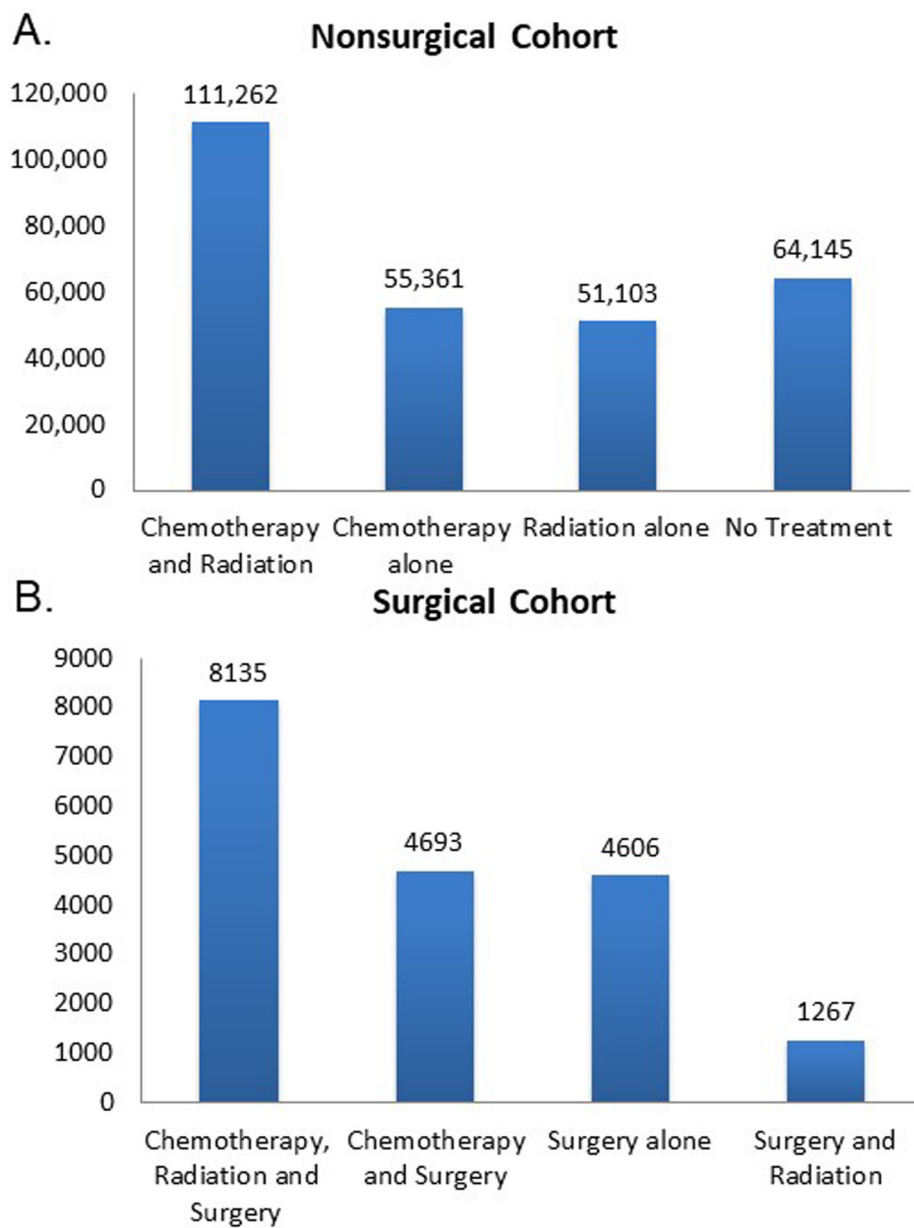 A.
Nonsurgical Cohort
120,000
100,000
80,000
60,000
40,000
20,000
0
111,262
55,361
51,103
64,145
Chemotherapy
and Radiation
Chemotherapy
alone
Radiation alone
No Treatment
B.
Surgical Cohort
9000
8000
7000
6000
5000
4000
3000
2000
1000
0
8135
4693
4606
1267
Chemotherapy,
Radiation and
Surgery
Chemotherapy
and Surgery
Surgery alone
Surgery and
Radiation